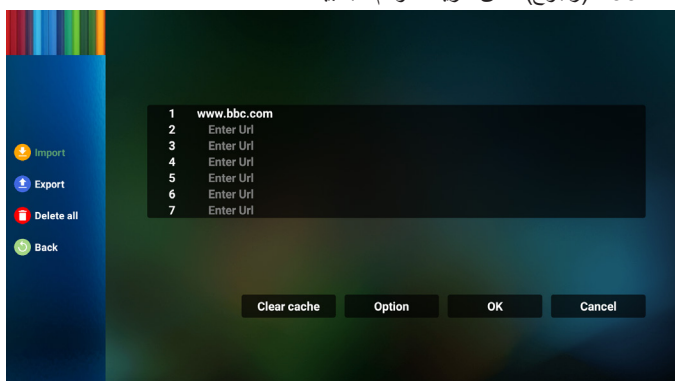 1 www.bbc.com
2 Enter Url
3 Enter Url
4 Enter Url
5 Enter Url
6 Enter Url
7 Enter Url
Import
Export
Delete all
Back
Clear cache Option OK Cancel